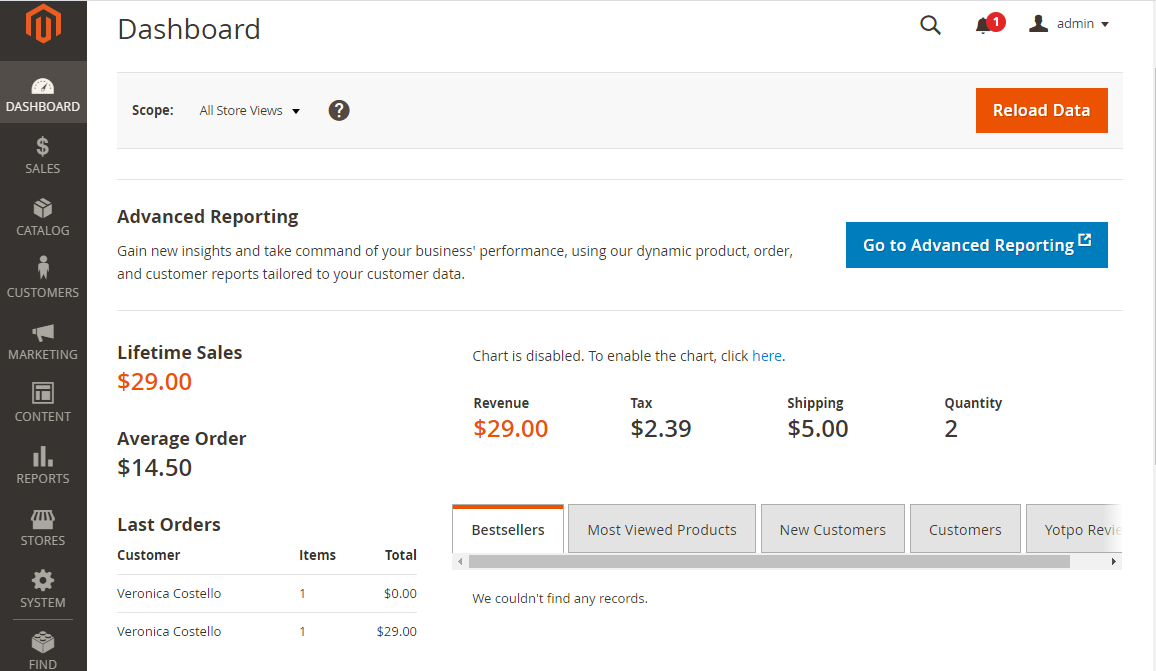 Dashboard
1
admin
DASHBOARD
SALES
CATALOG
CUSTOMERS
MARKETING
CONTENT
REPORTS
STORES
SYSTEM
FIND
Scope:
All Store Views
?
Reload Data
Advanced Reporting
Gain new insights and take command of your business' performance, using our dynamic product, order,
and customer reports tailored to your customer data.
Go to Advanced Reporting
Lifetime Sales
$29.00
Average Order
$14.50
Last Orders
Customer Items Total
Veronica Costello 1 $0.00
Veronica Costello 1 $29.00
Chart is disabled. To enable the chart, click here.
Revenue Tax Shipping Quantity
$29.00 $2.39 $5.00 2
Bestsellers Most Viewed Products New Customers Customers Yotpo Revie
We couldn't find any records.